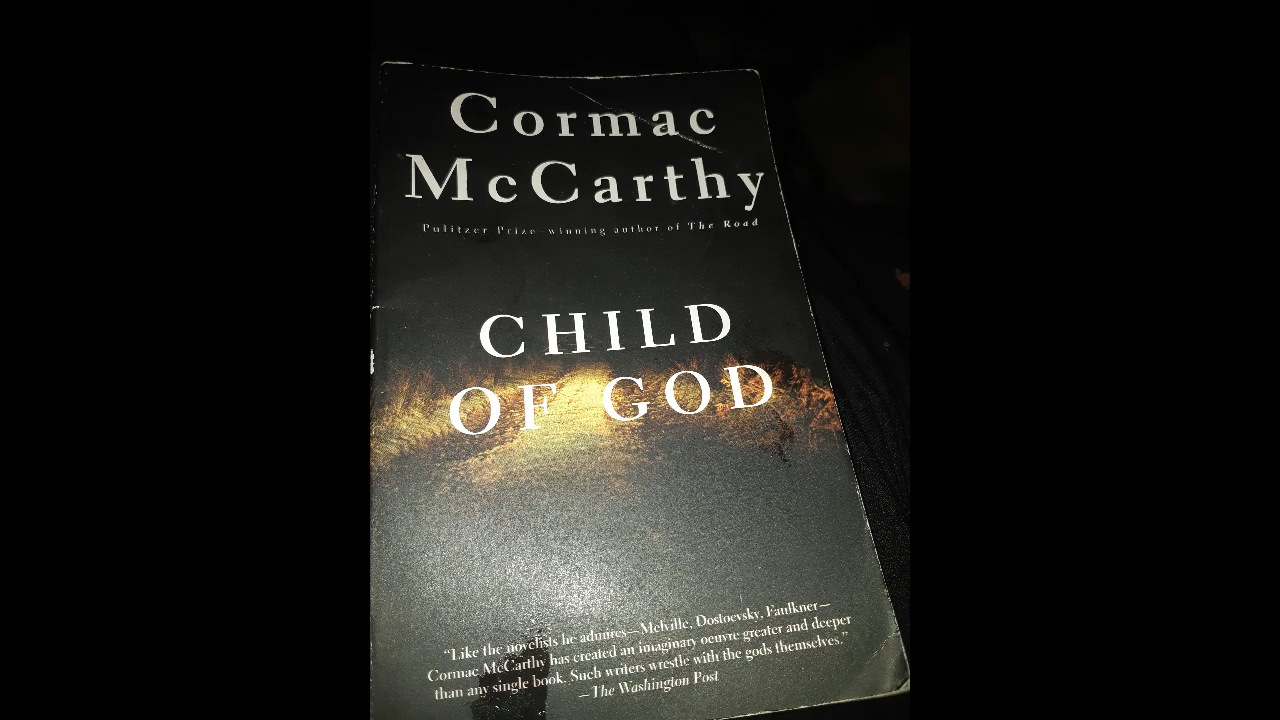 Cormac
McCarthy
Pulitzer Prize–winning author of The Road
CHILD
OF GOD
“Like the novelists he admires—Melville, Dostoevsky, Faulkner—
Cormac McCarthy has created an imaginary oeuvre greater and deeper
than any single book. Such writers wrestle with the gods themselves.”
—The Washington Post